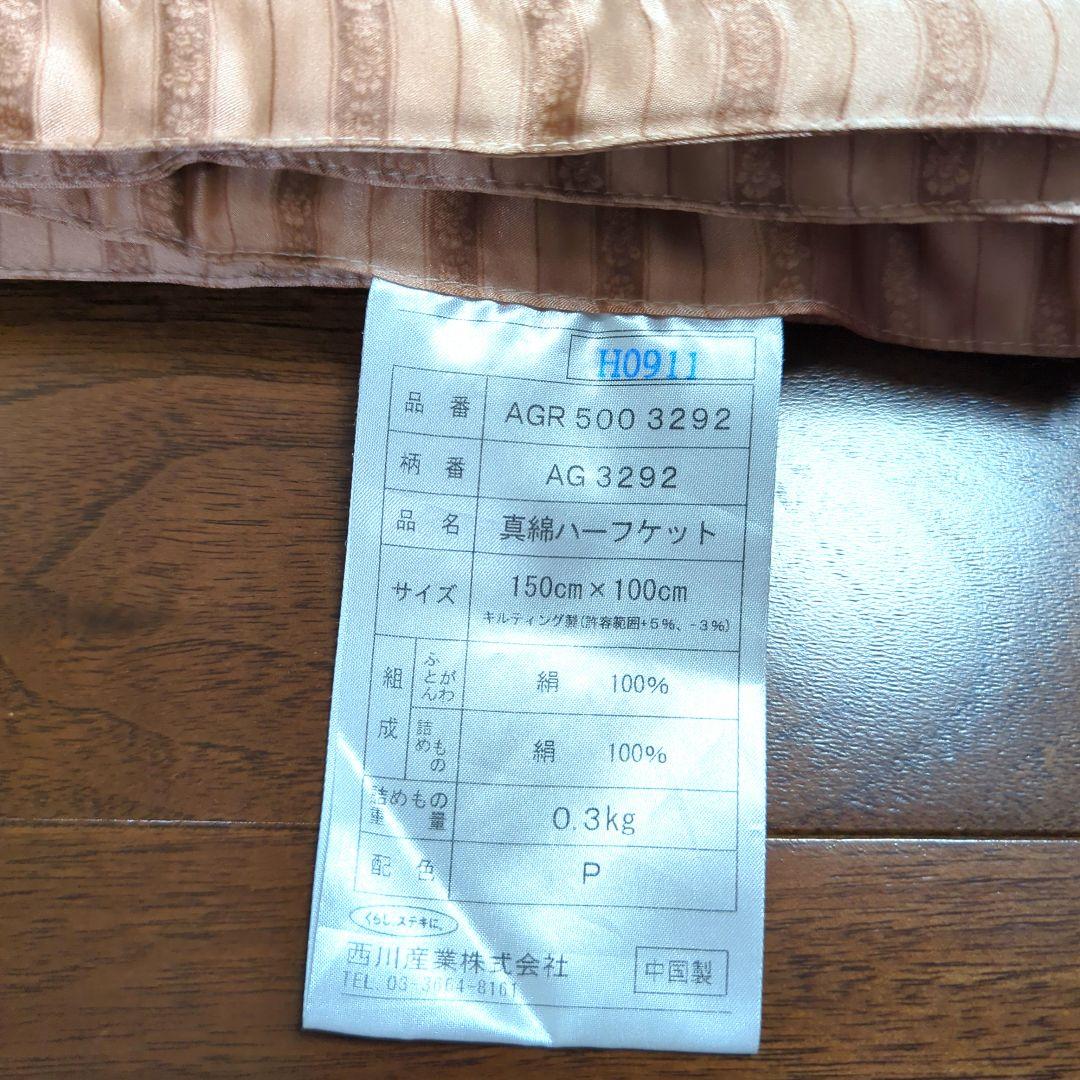 H0911
品番 AGR 500 3292
柄番 AG 3292
品名 真綿ハーフケット
サイズ 150cm×100cm
キルティング製(許容範囲+5%、-3%)
組成 ふとんがわ 絹 100%
詰めもの 絹 100%
詰めもの重量 0.3kg
配色 P
くらし、ステキに。
西川産業株式会社
TEL. 03-3664-8161
中国製